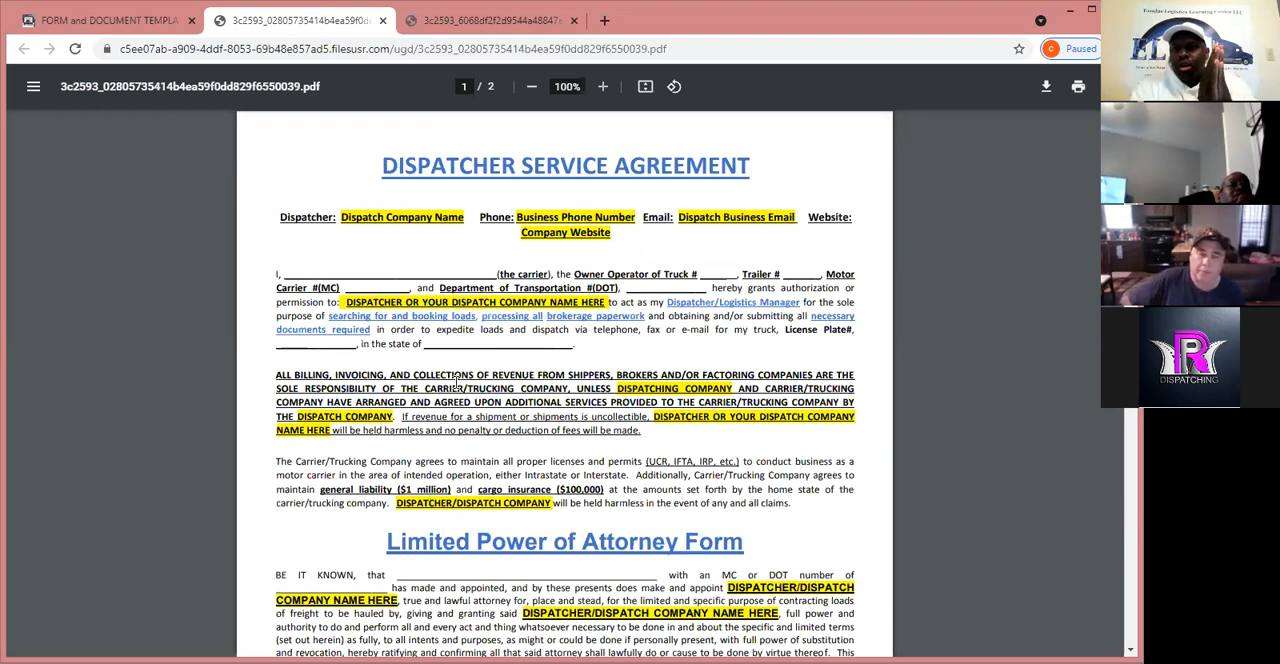 FORM and DOCUMENT TEMPLA
3c2593_02805735414b4ea59f0d
3c2593_6068df2f2d9544a48847
c5ee07ab-a909-4ddf-8053-69b48e857ad5.filesusr.com/ugd/3c2593_02805735414b4ea59f0dd829f6550039.pdf
C Paused
3c2593_02805735414b4ea59f0dd829f6550039.pdf
1 / 2
100%
DISPATCHER SERVICE AGREEMENT
Dispatcher: Dispatch Company Name Phone: Business Phone Number Email: Dispatch Business Email Website:
Company Website
I, ______(the carrier), the Owner Operator of Truck # ______, Trailer # ______, Motor
Carrier #(MC) ______, and Department of Transportation #(DOT), ______ hereby grants authorization or
permission to: DISPATCHER OR YOUR DISPATCH COMPANY NAME HERE to act as my Dispatcher/Logistics Manager for the sole
purpose of searching for and booking loads, processing all brokerage paperwork and obtaining and/or submitting all necessary
documents required in order to expedite loads and dispatch via telephone, fax or e-mail for my truck, License Plate#,
______, in the state of ______.
ALL BILLING, INVOICING, AND COLLECTIONS OF REVENUE FROM SHIPPERS, BROKERS AND/OR FACTORING COMPANIES ARE THE
SOLE RESPONSIBILITY OF THE CARRIER/TRUCKING COMPANY, UNLESS DISPATCHING COMPANY AND CARRIER/TRUCKING
COMPANY HAVE ARRANGED AND AGREED UPON ADDITIONAL SERVICES PROVIDED TO THE CARRIER/TRUCKING COMPANY BY
THE DISPATCH COMPANY. If revenue for a shipment or shipments is uncollectible, DISPATCHER OR YOUR DISPATCH COMPANY
NAME HERE will be held harmless and no penalty or deduction of fees will be made.
The Carrier/Trucking Company agrees to maintain all proper licenses and permits (UCR, IFTA, IRP, etc.) to conduct business as a
motor carrier in the area of intended operation, either Intrastate or Interstate. Additionally, Carrier/Trucking Company agrees to
maintain general liability ($1 million) and cargo insurance ($100,000) at the amounts set forth by the home state of the
carrier/trucking company. DISPATCHER/DISPATCH COMPANY will be held harmless in the event of any and all claims.
Limited Power of Attorney Form
BE IT KNOWN, that ______ with an MC or DOT number of
______ has made and appointed, and by these presents does make and appoint DISPATCHER/DISPATCH
COMPANY NAME HERE, true and lawful attorney for, place and stead, for the limited and specific purpose of contracting loads
of freight to be hauled by, giving and granting said DISPATCHER/DISPATCH COMPANY NAME HERE, full power and
authority to do and perform all and every act and thing whatsoever necessary to be done in and about the specific and limited terms
(set out herein) as fully, to all intents and purposes, as might or could be done if personally present, with full power of substitution
and revocation, hereby ratifying and confirming all that said attorney shall lawfully do or cause to be done by virtue thereof. This
Exodus Logistics Learning Center LLC
R
DISPATCHING